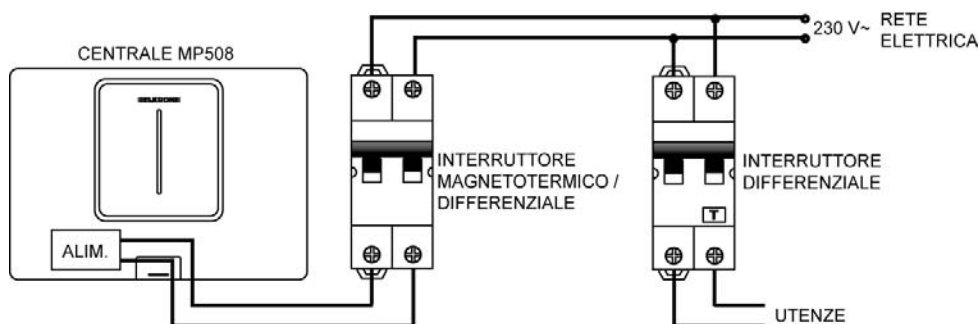 CENTRALE MP508
ALIM.
INTERRUTTORE
MAGNETOTERMICO /
DIFFERENZIALE
230 V~
RETE
ELETTRICA
INTERRUTTORE
DIFFERENZIALE
T
UTENZE